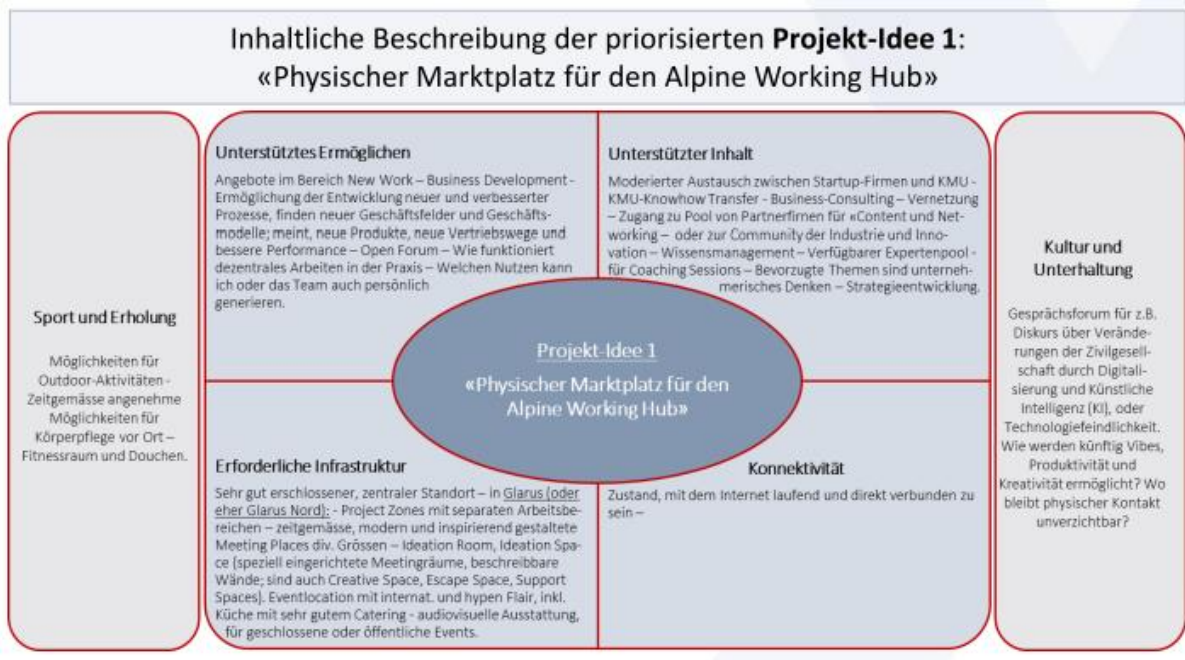 Inhaltliche Beschreibung der priorisierten Projekt-Idee 1:
«Physischer Marktplatz für den Alpine Working Hub»
Sport und Erholung
Möglichkeiten für
Outdoor-Aktivitäten -
Zeitgemässe angenehme
Möglichkeiten für
Körperpflege vor Ort –
Fitnessraum und Douchen.
Unterstütztes Ermöglichen
Angebote im Bereich New Work – Business Development -
Ermöglichung der Entwicklung neuer und verbesserter
Prozesse, finden neuer Geschäftsfelder und Geschäfts-
modelle; meint, neue Produkte, neue Vertriebswege und
bessere Performance – Open Forum – Wie funktioniert
dezentrales Arbeiten in der Praxis – Welchen Nutzen kann
ich oder das Team auch persönlich
generieren.
Unterstützter Inhalt
Moderierter Austausch zwischen Startup-Firmen und KMU -
KMU-Knowhow Transfer - Business-Consulting – Vernetzung
– Zugang zu Pool von Partnerfirmen für «Content und Net-
working – oder zur Community der Industrie und Inno-
vation – Wissensmanagement – Verfügbarer Expertenpool -
für Coaching Sessions – Bevorzugte Themen sind unterneh-
merisches Denken – Strategieentwicklung.
Projekt-Idee 1
«Physischer Marktplatz für den
Alpine Working Hub»
Erforderliche Infrastruktur
Sehr gut erschlossener, zentraler Standort – in Glarus (oder
eher Glarus Nord): - Project Zones mit separaten Arbeitsbe-
reichen – zeitgemässe, modern und inspirierend gestaltete
Meeting Places div. Grössen – Ideation Room, Ideation Spa-
ce (speziell eingerichtete Meetingräume, beschreibbare
Wände; sind auch Creative Space, Escape Space, Support
Spaces). Eventlocation mit internat. und hypen Flair, inkl.
Küche mit sehr gutem Catering - audiovisuelle Ausstattung,
für geschlossene oder öffentliche Events.
Konnektivität
Zustand, mit dem Internet laufend und direkt verbunden zu
sein –
Kultur und
Unterhaltung
Gesprächsforum für z.B.
Diskurs über Verände-
rungen der Zivilgesell-
schaft durch Digitali-
sierung und Künstliche
Intelligenz (KI), oder
Technologiefeindlichkeit.
Wie werden künftig Vibes,
Produktivität und
Kreativität ermöglicht? Wo
bleibt physischer Kontakt
unverzichtbar?